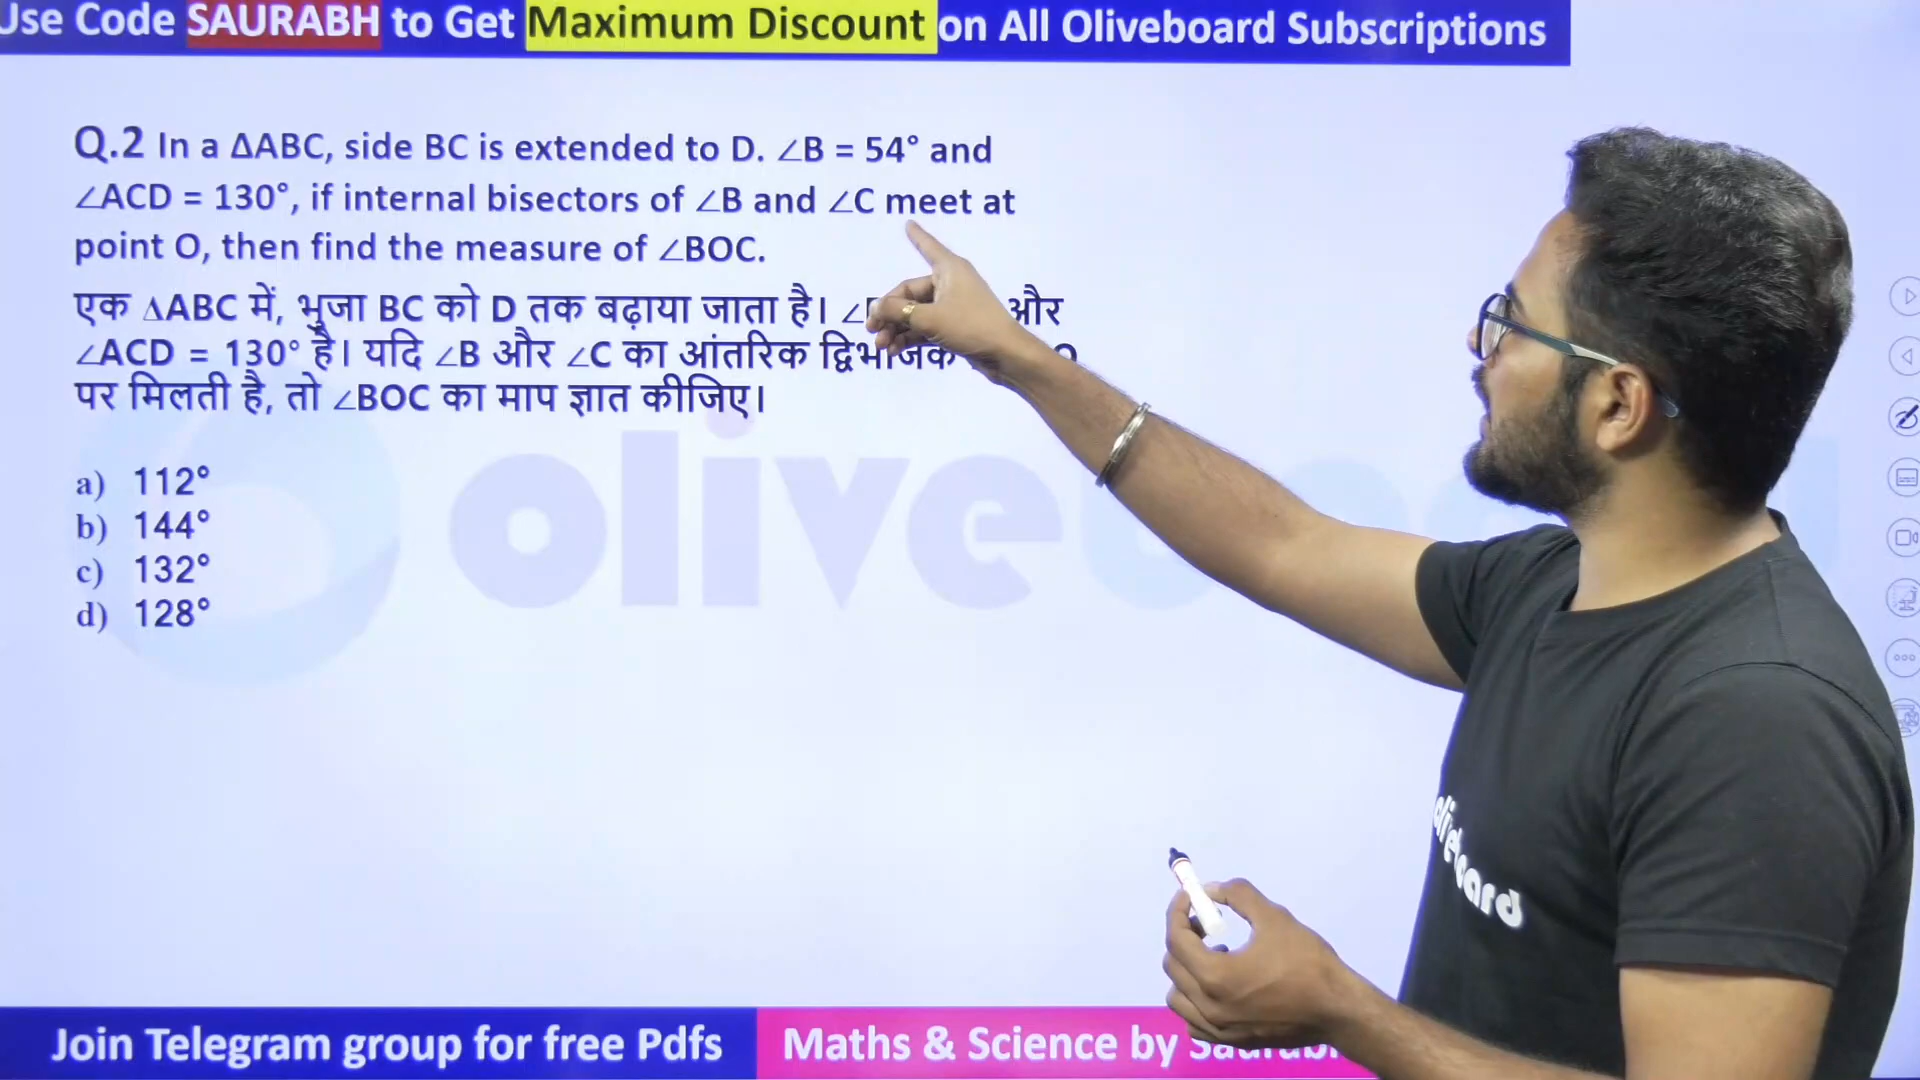 Use Code SAURABH to Get Maximum Discount on All Oliveboard Subscriptions
Q.2 In a ΔABC, side BC is extended to D. ∠B = 54° and
∠ACD = 130°, if internal bisectors of ∠B and ∠C meet at
point O, then find the measure of ∠BOC.
एक ΔABC में, भुजा BC को D तक बढ़ाया जाता है। और
∠ACD = 130° है। यदि ∠B और ∠C का आंतरिक द्विभाजक
पर मिलती है, तो ∠BOC का माप ज्ञात कीजिए।
a) 112°
b) 144°
c) 132°
d) 128°
olive
oliveboard
Join Telegram group for free Pdfs
Maths & Science by Saurabh